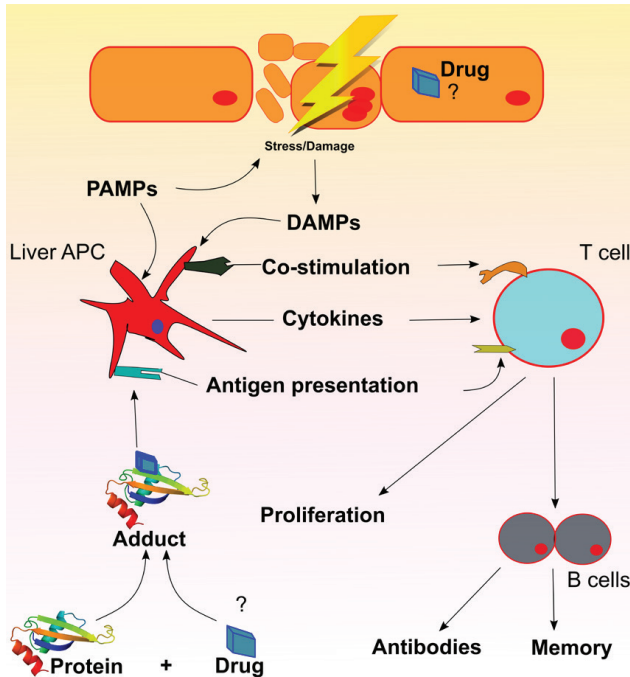 Drug
?
Stress/Damage
PAMPs
DAMPs
Liver APC
Co-stimulation
T cell
Cytokines
Antigen presentation
Adduct
Proliferation
?
Protein + Drug
B cells
Antibodies
Memory